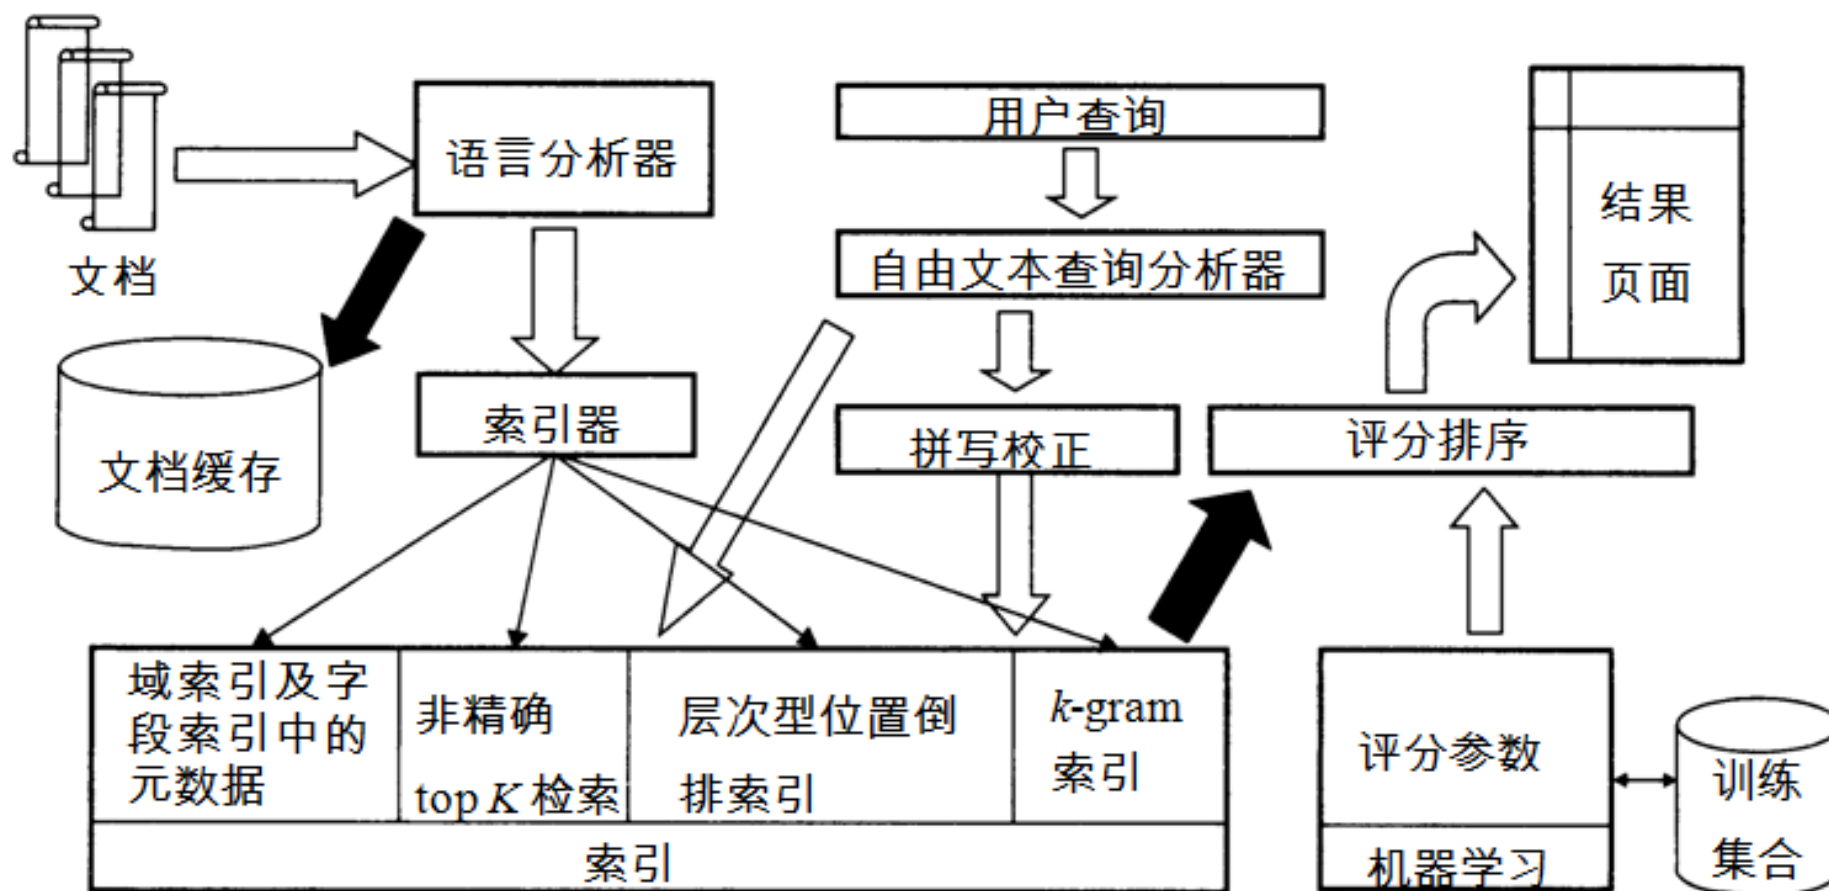 文档
语言分析器
文档缓存
索引器
用户查询
自由文本查询分析器
拼写校正
评分排序
结果
页面
域索引及字
段索引中的
元数据
非精确
top K 检索
层次型位置倒
排索引
k-gram
索引
索引
评分参数
机器学习
训练
集合